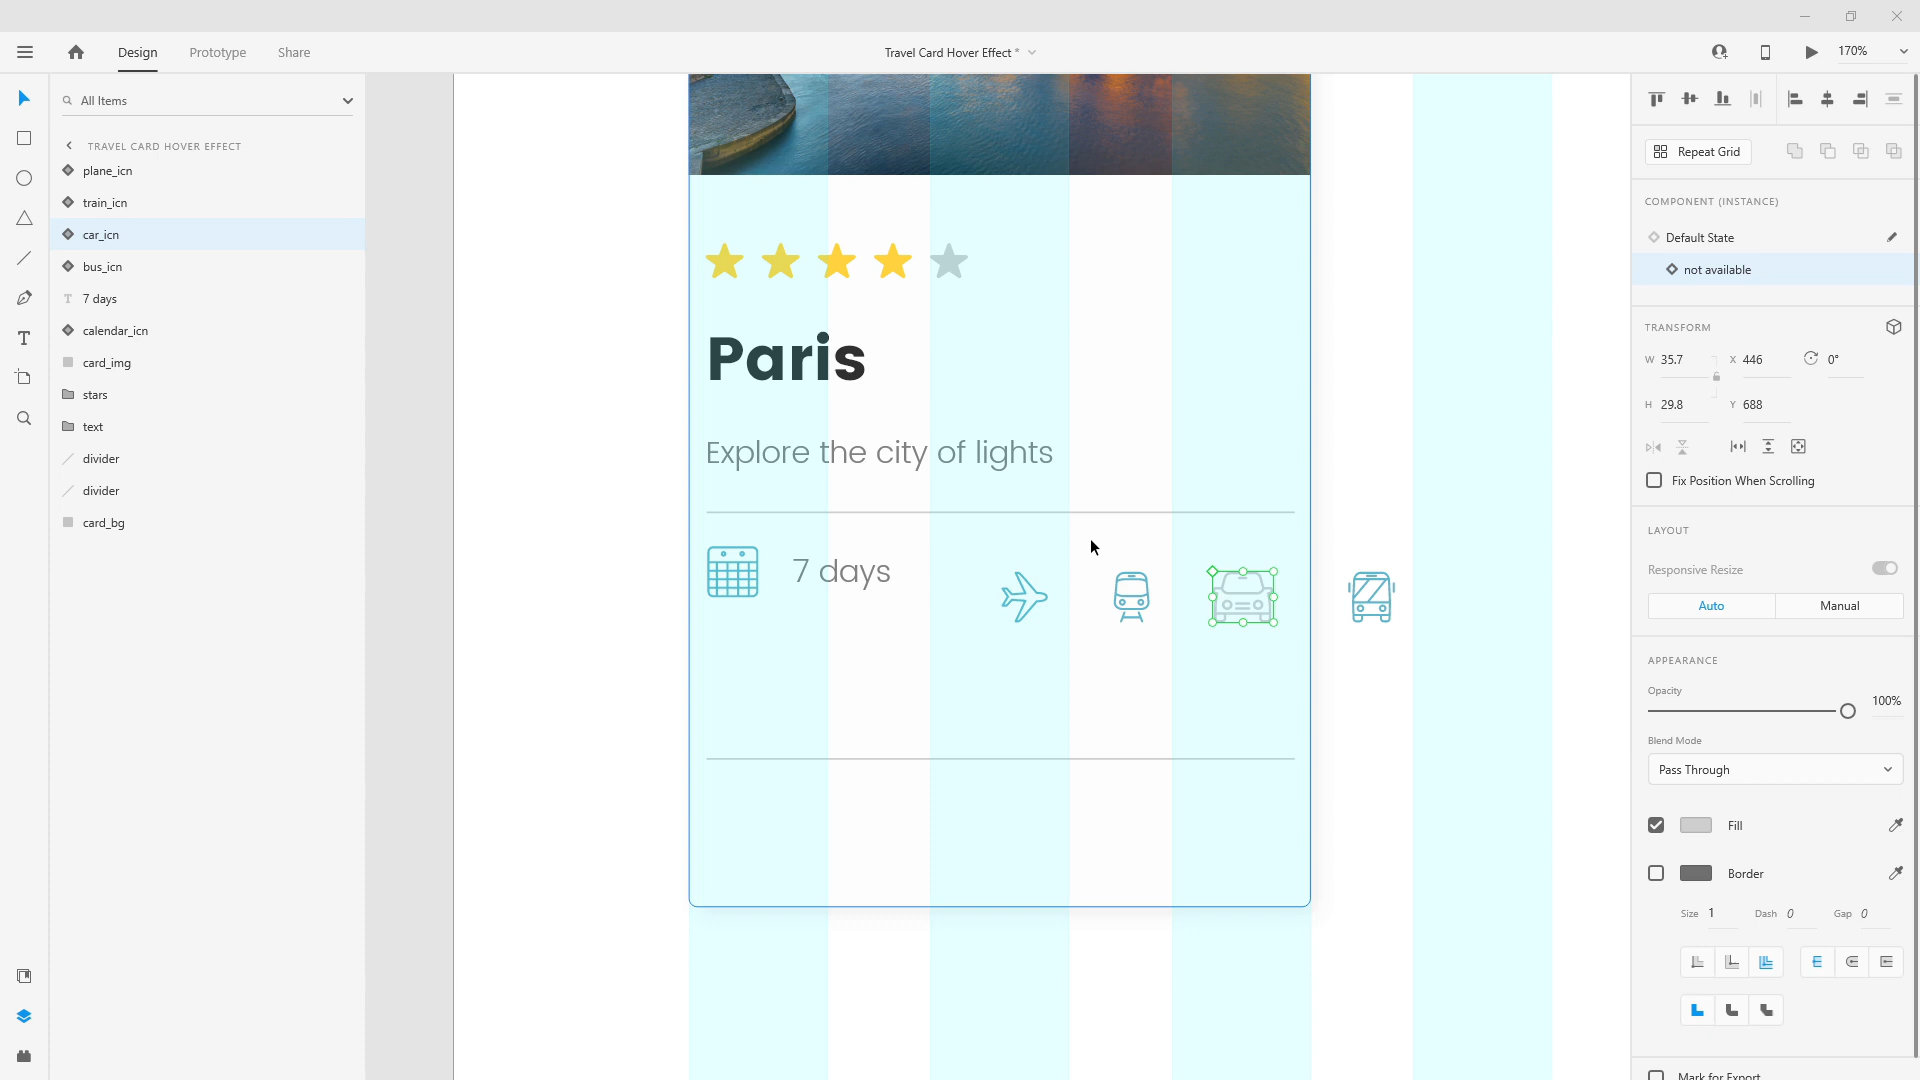 Design
Prototype
Share
Travel Card Hover Effect *
170%
All Items
TRAVEL CARD HOVER EFFECT
plane_icn
train_icn
car_icn
bus_icn
7 days
calendar_icn
card_img
stars
text
divider
divider
card_bg
Paris
Explore the city of lights
7 days
Repeat Grid
COMPONENT (INSTANCE)
Default State
not available
TRANSFORM
W 35.7 X 446 0°
H 29.8 Y 688
Fix Position When Scrolling
LAYOUT
Responsive Resize
Auto Manual
APPEARANCE
Opacity
100%
Blend Mode
Pass Through
Fill
Border
Size 1 Dash 0 Gap 0
Mark for Export